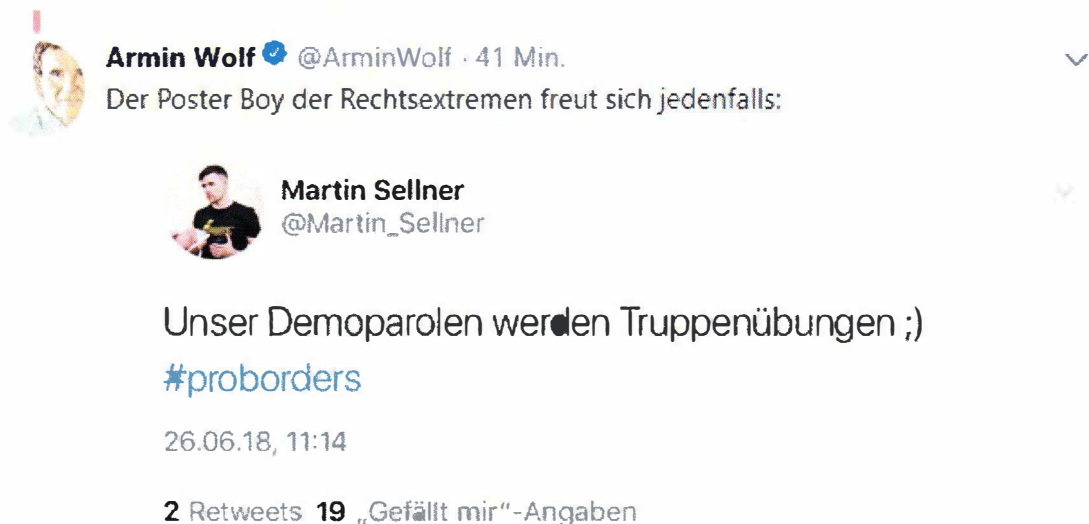 Armin Wolf @ArminWolf · 41 Min.
Der Poster Boy der Rechtsextremen freut sich jedenfalls:
Martin Sellner
@Martin_Sellner
Unser Demoparolen werden Truppenübungen ;)
#proborders
26.06.18, 11:14
2 Retweets 19 „Gefällt mir“-Angaben